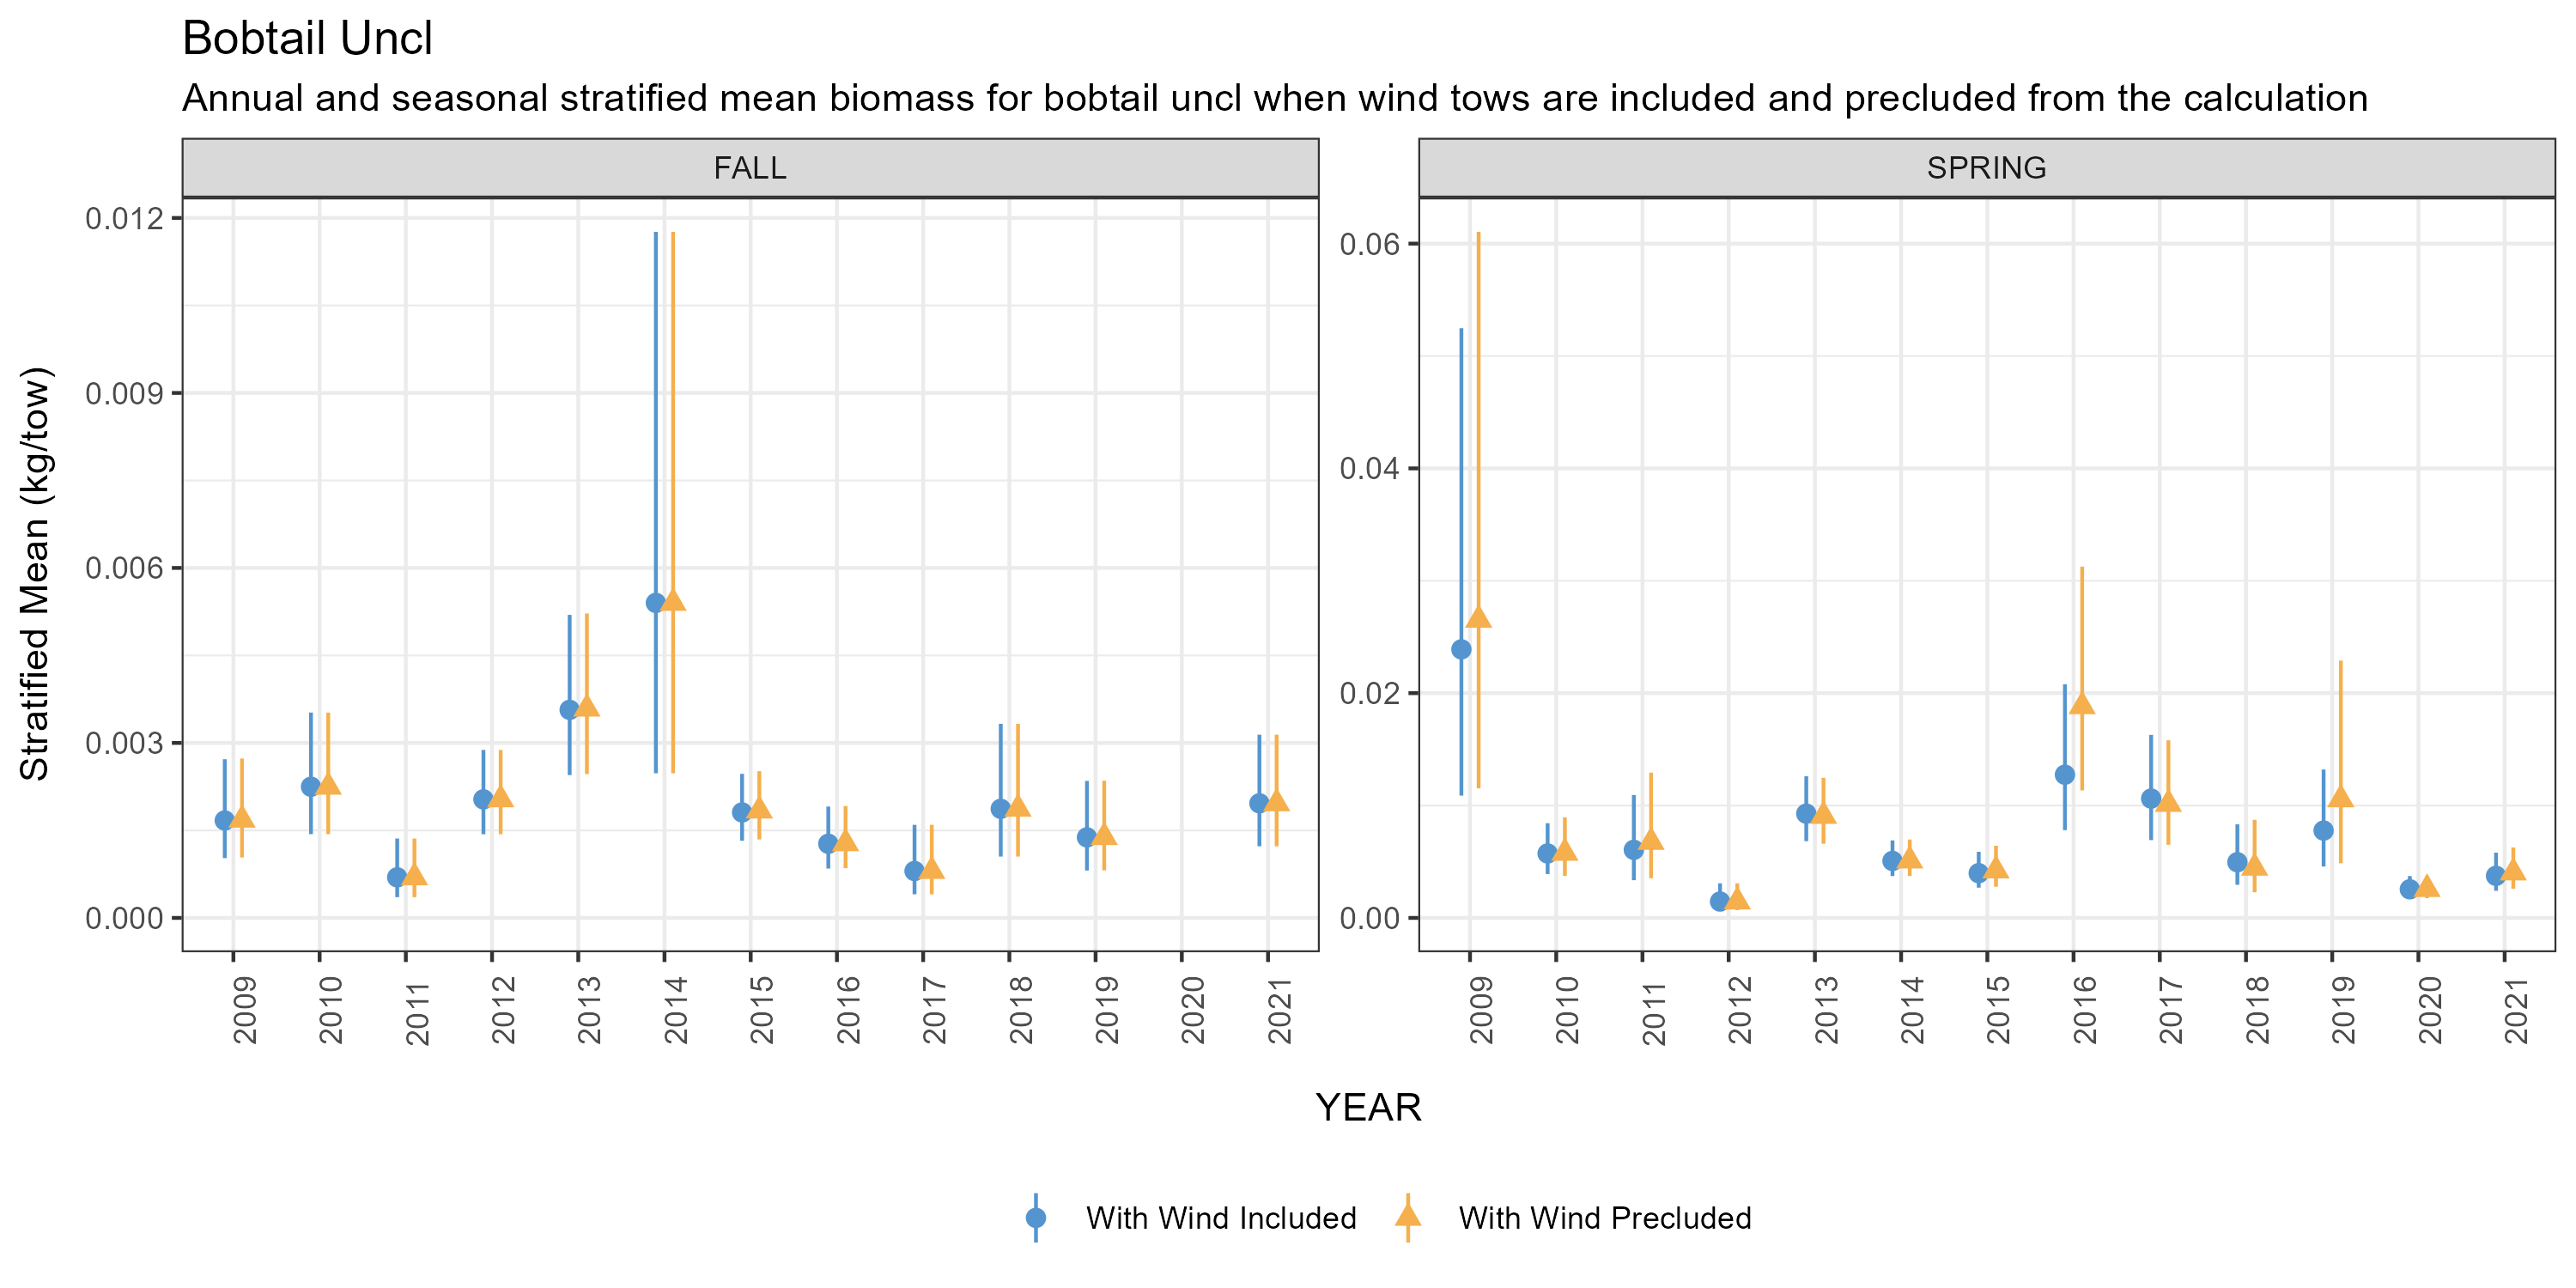 Bobtail Uncl
Annual and seasonal stratified mean biomass for bobtail uncl when wind tows are included and precluded from the calculation
FALL
SPRING
Stratified Mean (kg/tow)
0.012
0.009
0.006
0.003
0.000
0.06
0.04
0.02
0.00
2009 2010 2011 2012 2013 2014 2015 2016 2017 2018 2019 2020 2021
2009 2010 2011 2012 2013 2014 2015 2016 2017 2018 2019 2020 2021
YEAR
With Wind Included
With Wind Precluded